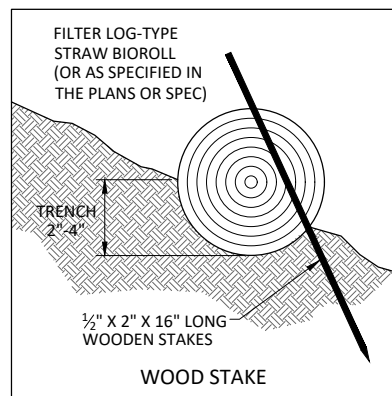 FILTER LOG-TYPE
STRAW BIOROLL
(OR AS SPECIFIED IN
THE PLANS OR SPEC)
TRENCH
2"-4"
½" X 2" X 16" LONG
WOODEN STAKES
WOOD STAKE